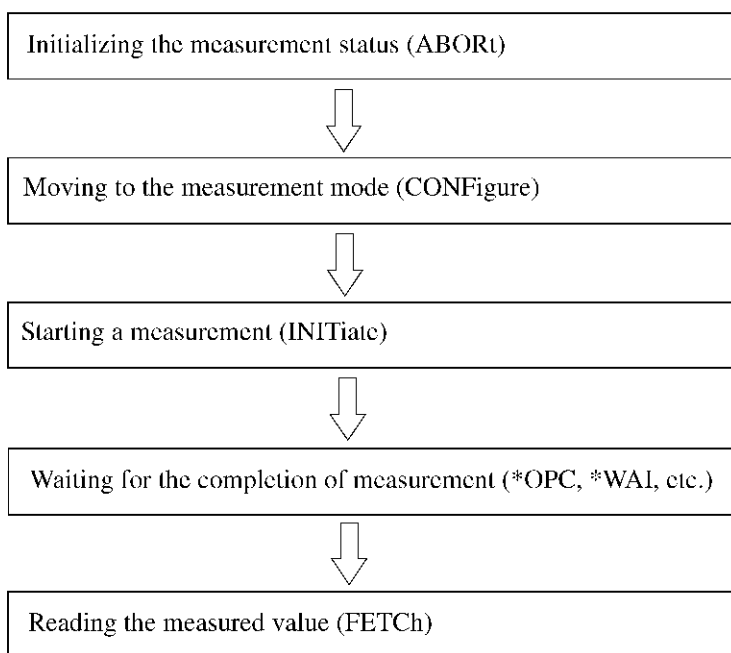 Initializing the measurement status (ABORt)
Moving to the measurement mode (CONFigure)
Starting a measurement (INITiate)
Waiting for the completion of measurement (*OPC, *WAI, etc.)
Reading the measured value (FETCh)